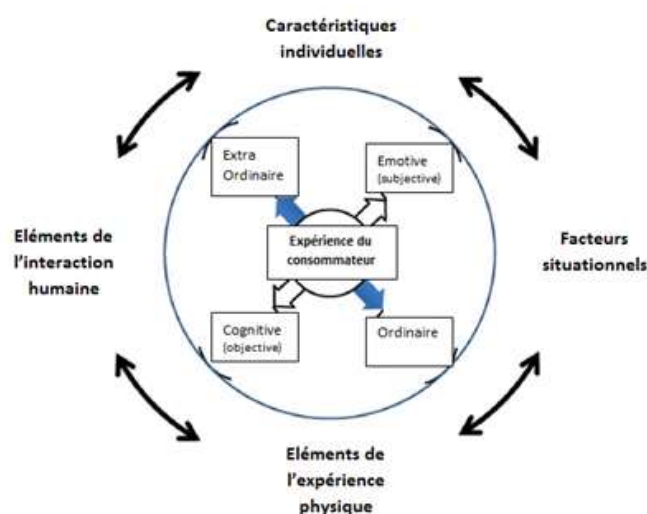 Caractéristiques
individuelles
Extra
Ordinaire
Emotive
(subjective)
Eléments de
l'interaction
humaine
Expérience du
consommateur
Facteurs
situationnels
Cognitive
(objective)
Ordinaire
Eléments de
l'expérience
physique